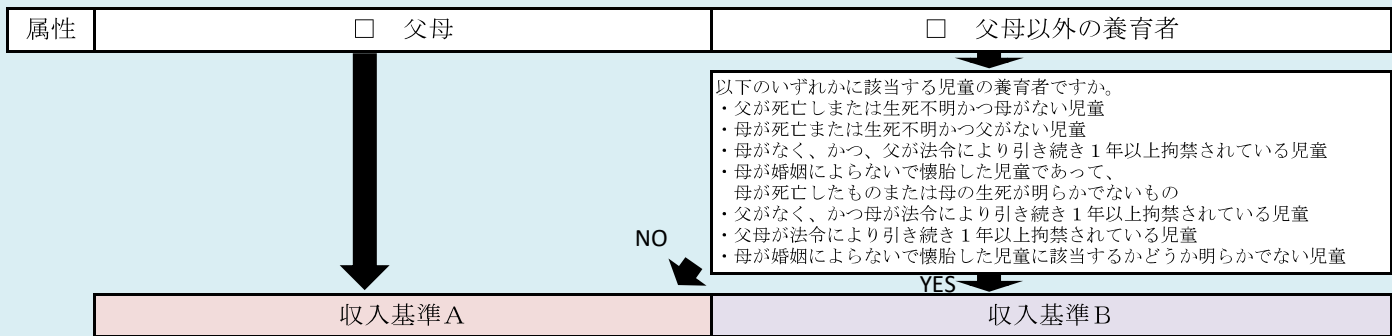 属性 □ 父母 □ 父母以外の養育者
以下のいずれかに該当する児童の養育者ですか。
・父が死亡しまたは生死不明かつ母がない児童
・母が死亡または生死不明かつ父がない児童
・母がなく、かつ、父が法令により引き続き１年以上拘禁されている児童
・母が婚姻によらないで懐胎した児童であって、
母が死亡したものまたは母の生死が明らかでないもの
・父がなく、かつ母が法令により引き続き１年以上拘禁されている児童
・父母が法令により引き続き１年以上拘禁されている児童
・母が婚姻によらないで懐胎した児童に該当するかどうか明らかでない児童
NO
YES
収入基準Ａ 収入基準Ｂ